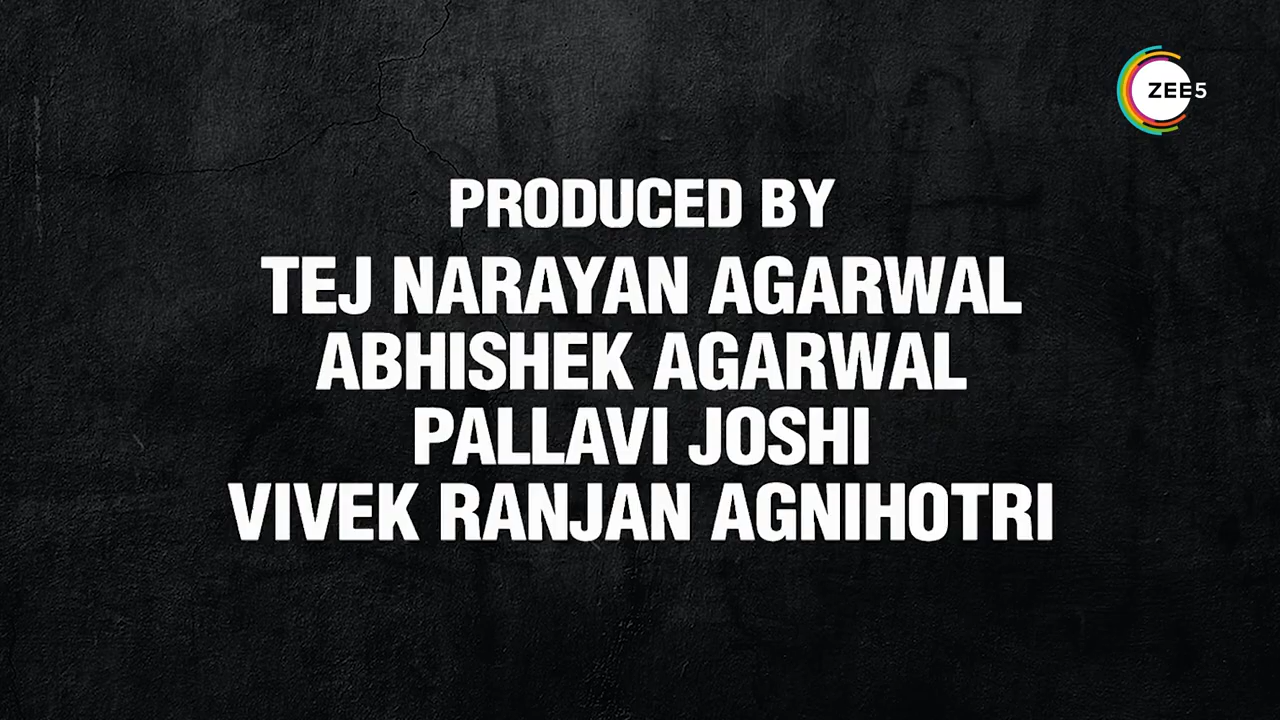 ZEE5
PRODUCED BY
TEJ NARAYAN AGARWAL
ABHISHEK AGARWAL
PALLAVI JOSHI
VIVEK RANJAN AGNIHOTRI